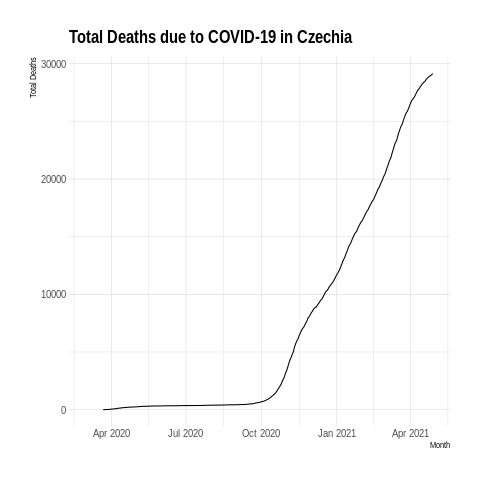 Total Deaths due to COVID-19 in Czechia
Total Deaths
30000
20000
10000
0
Apr 2020 Jul 2020 Oct 2020 Jan 2021 Apr 2021
Month